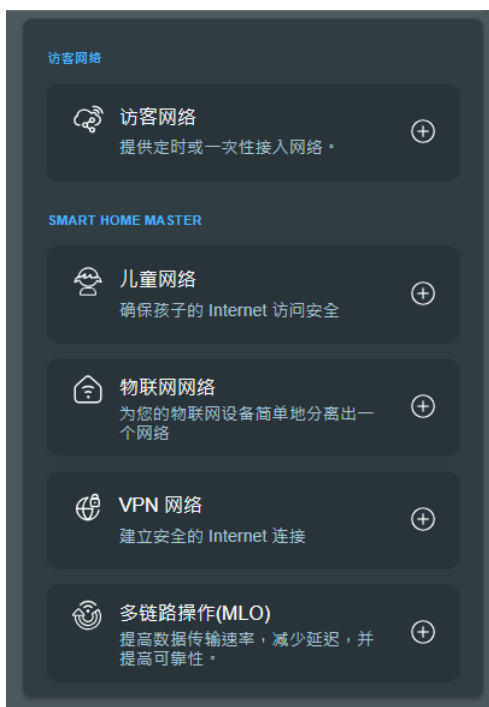 访客网络
访客网络
提供定时或一次性接入网络。
SMART HOME MASTER
儿童网络
确保孩子的 Internet 访问安全
物联网网络
为您的物联网设备简单地分离出一
个网络
VPN 网络
建立安全的 Internet 连接
多链路操作(MLO)
提高数据传输速率，减少延迟，并
提高可靠性。